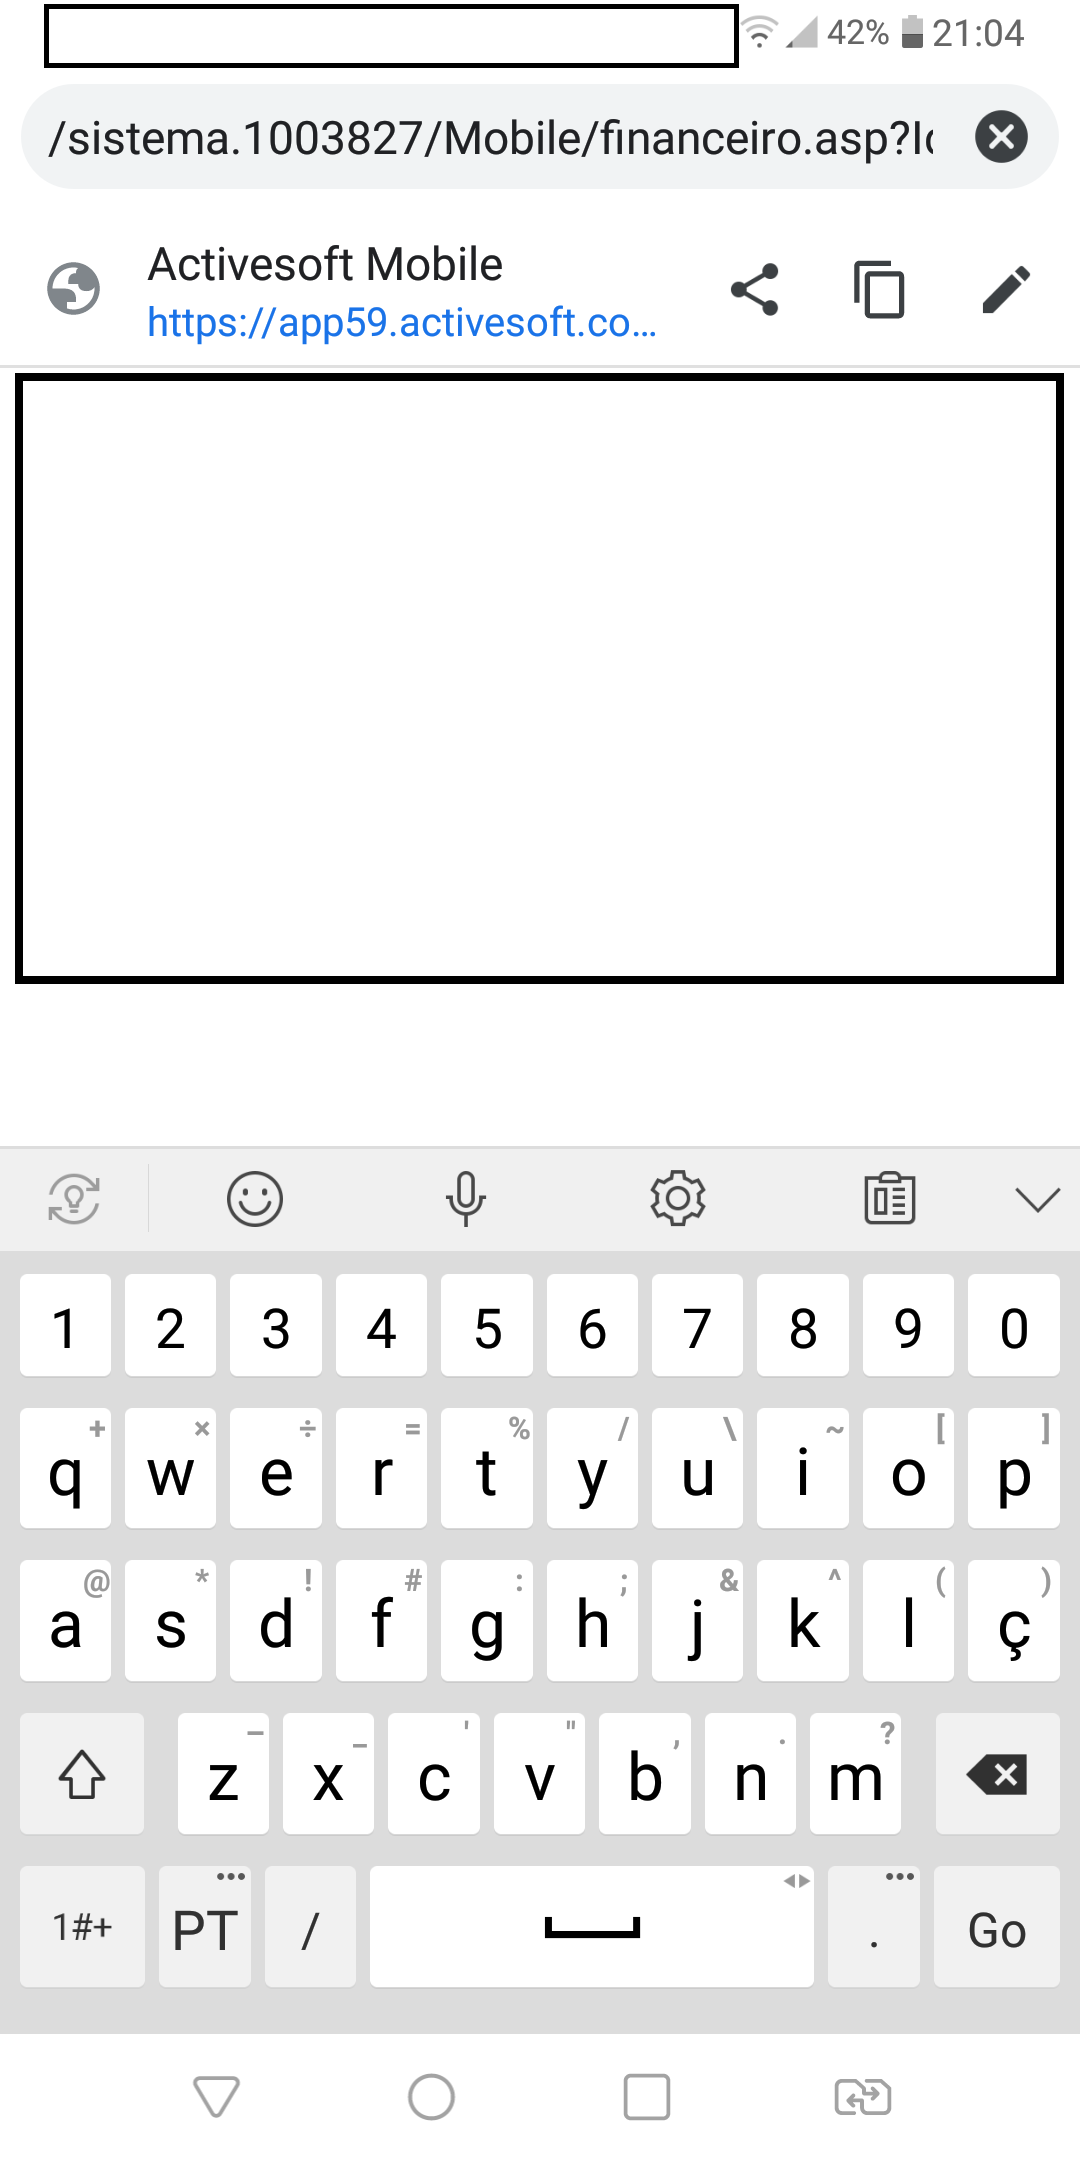 42% 21:04
/sistema.1003827/Mobile/financeiro.asp?Ic
Activesoft Mobile
https://app59.activesoft.co...
1 2 3 4 5 6 7 8 9 0
+ × ÷ = % / \ ~ [ ]
q w e r t y u i o p
@ * ! # : ; & ^ ( )
a s d f g h j k l ç
– _ ' " , . ?
z x c v b n m
1#+ PT / . Go